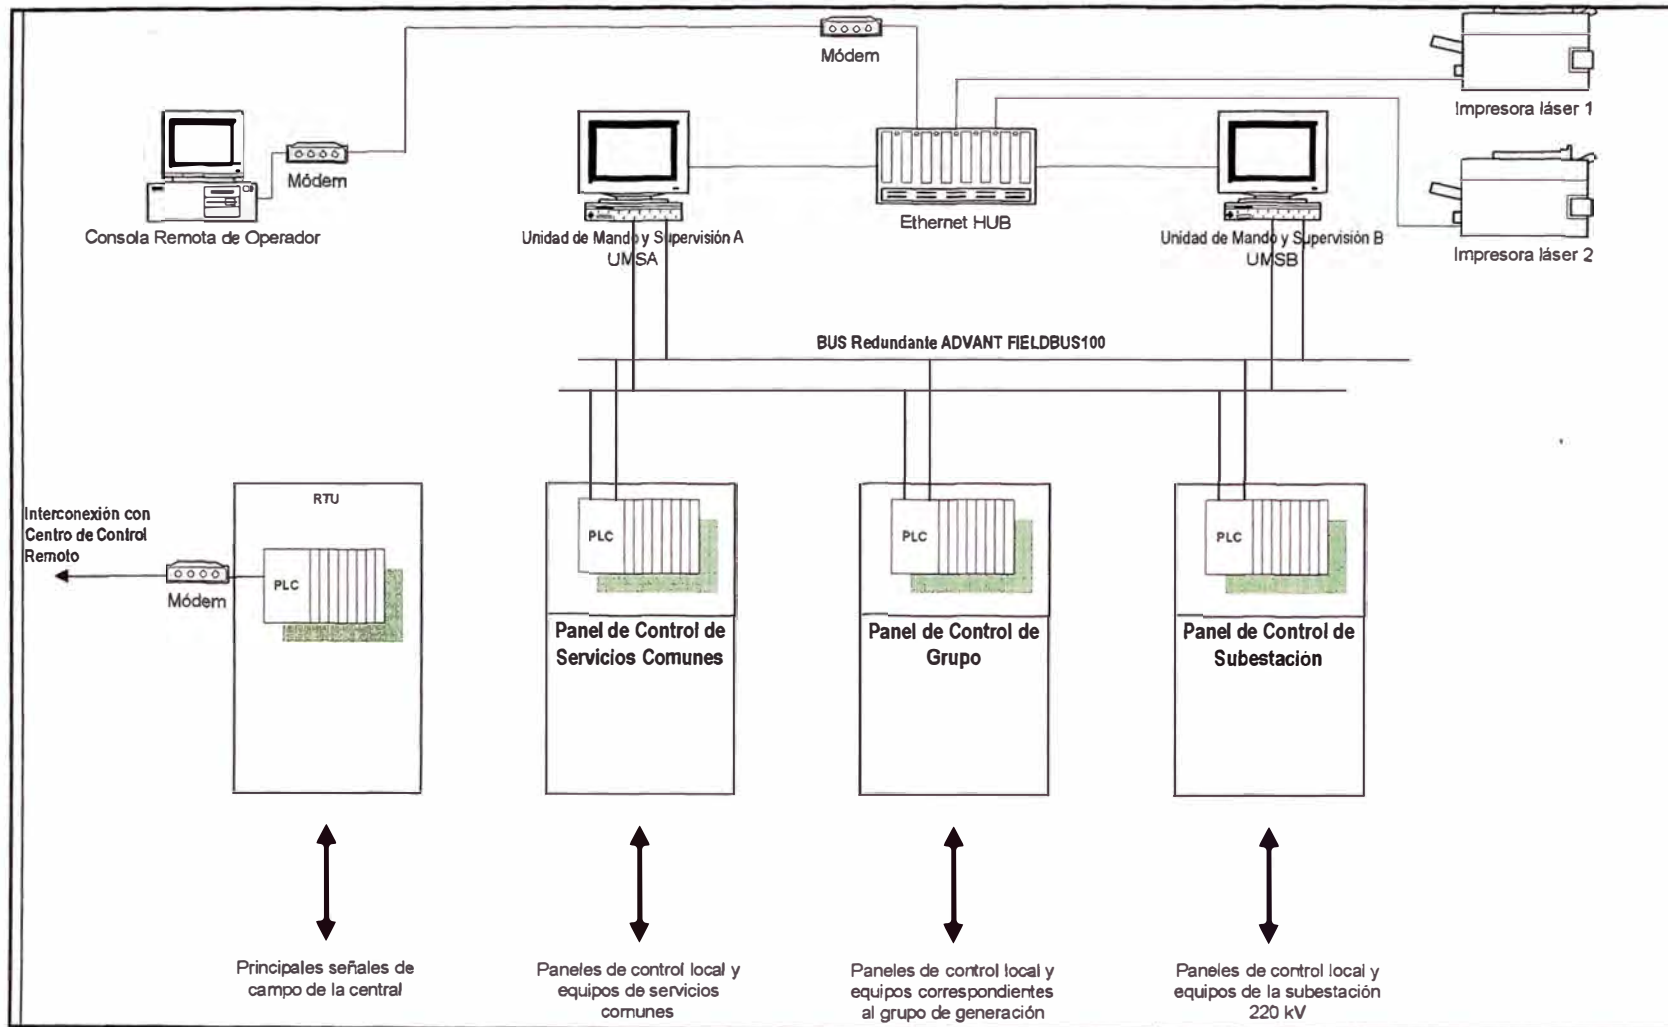 Módem
Impresora láser 1
Módem
Consola Remota de Operador
Unidad de Mando y Supervisión A
UMSA
Ethernet HUB
Unidad de Mando y Supervisión B
UMSB
Impresora láser 2
BUS Redundante ADVANT FIELDBUS100
Interconexión con
Centro de Control
Remoto
Módem
RTU
PLC
PLC
Panel de Control de
Servicios Comunes
PLC
Panel de Control de
Grupo
PLC
Panel de Control de
Subestación
Principales señales de
campo de la central
Paneles de control local y
equipos de servicios
comunes
Paneles de control local y
equipos correspondientes
al grupo de generación
Paneles de control local y
equipos de la subestación
220 kV